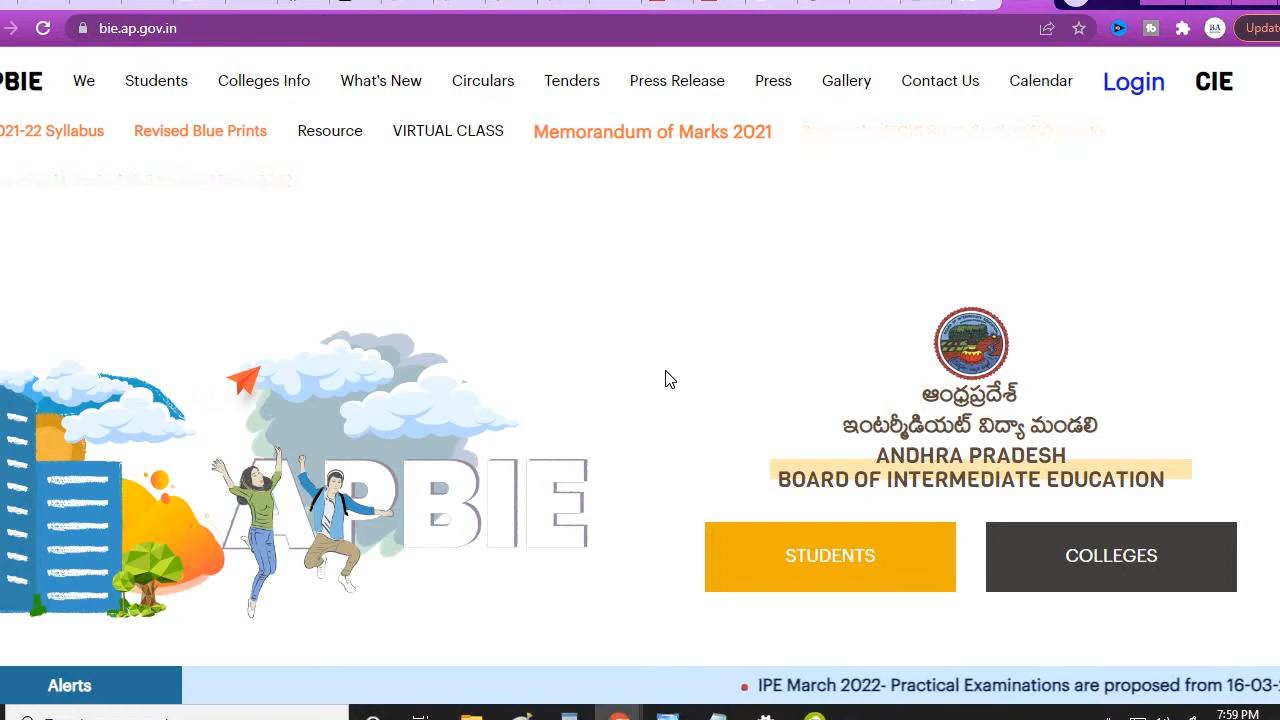 bie.ap.gov.in
BA
Update
PBIE We Students Colleges Info What's New Circulars Tenders Press Release Press Gallery Contact Us Calendar Login CIE
021-22 Syllabus Revised Blue Prints Resource VIRTUAL CLASS Memorandum of Marks 2021
ఆంధ్రప్రదేశ్
ఇంటర్మీడియట్ విద్యా మండలి
ANDHRA PRADESH
BOARD OF INTERMEDIATE EDUCATION
APBIE
STUDENTS COLLEGES
Alerts IPE March 2022- Practical Examinations are proposed from 16-03-
7:59 PM